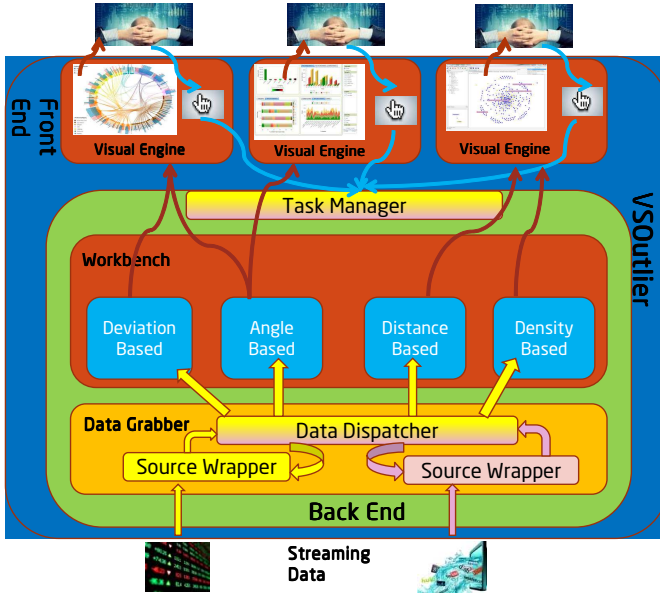 Front
End
Visual Engine
Visual Engine
Visual Engine
VSOutlier
Task Manager
Workbench
Deviation
Based
Angle
Based
Distance
Based
Density
Based
Data Grabber
Data Dispatcher
Source Wrapper
Source Wrapper
Back End
Streaming
Data